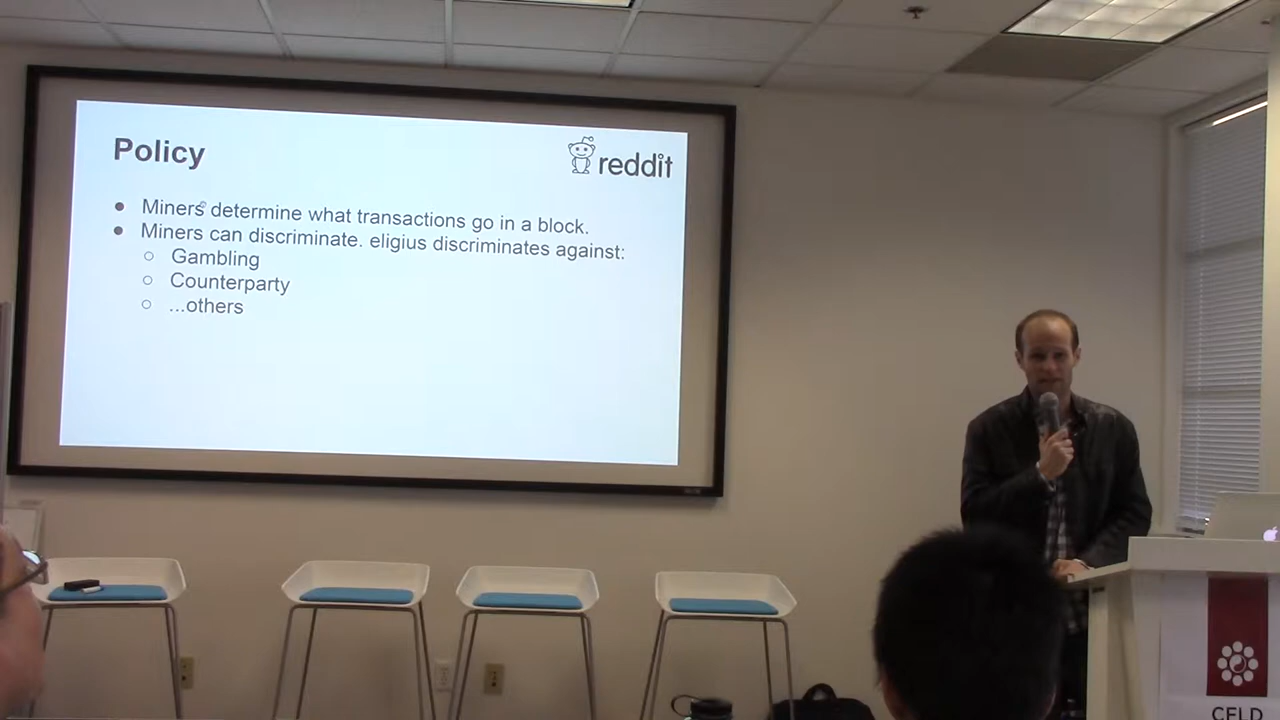 Policy
reddit
● Miners determine what transactions go in a block.
● Miners can discriminate. eligius discriminates against:
○ Gambling
○ Counterparty
○ ...others
CELD